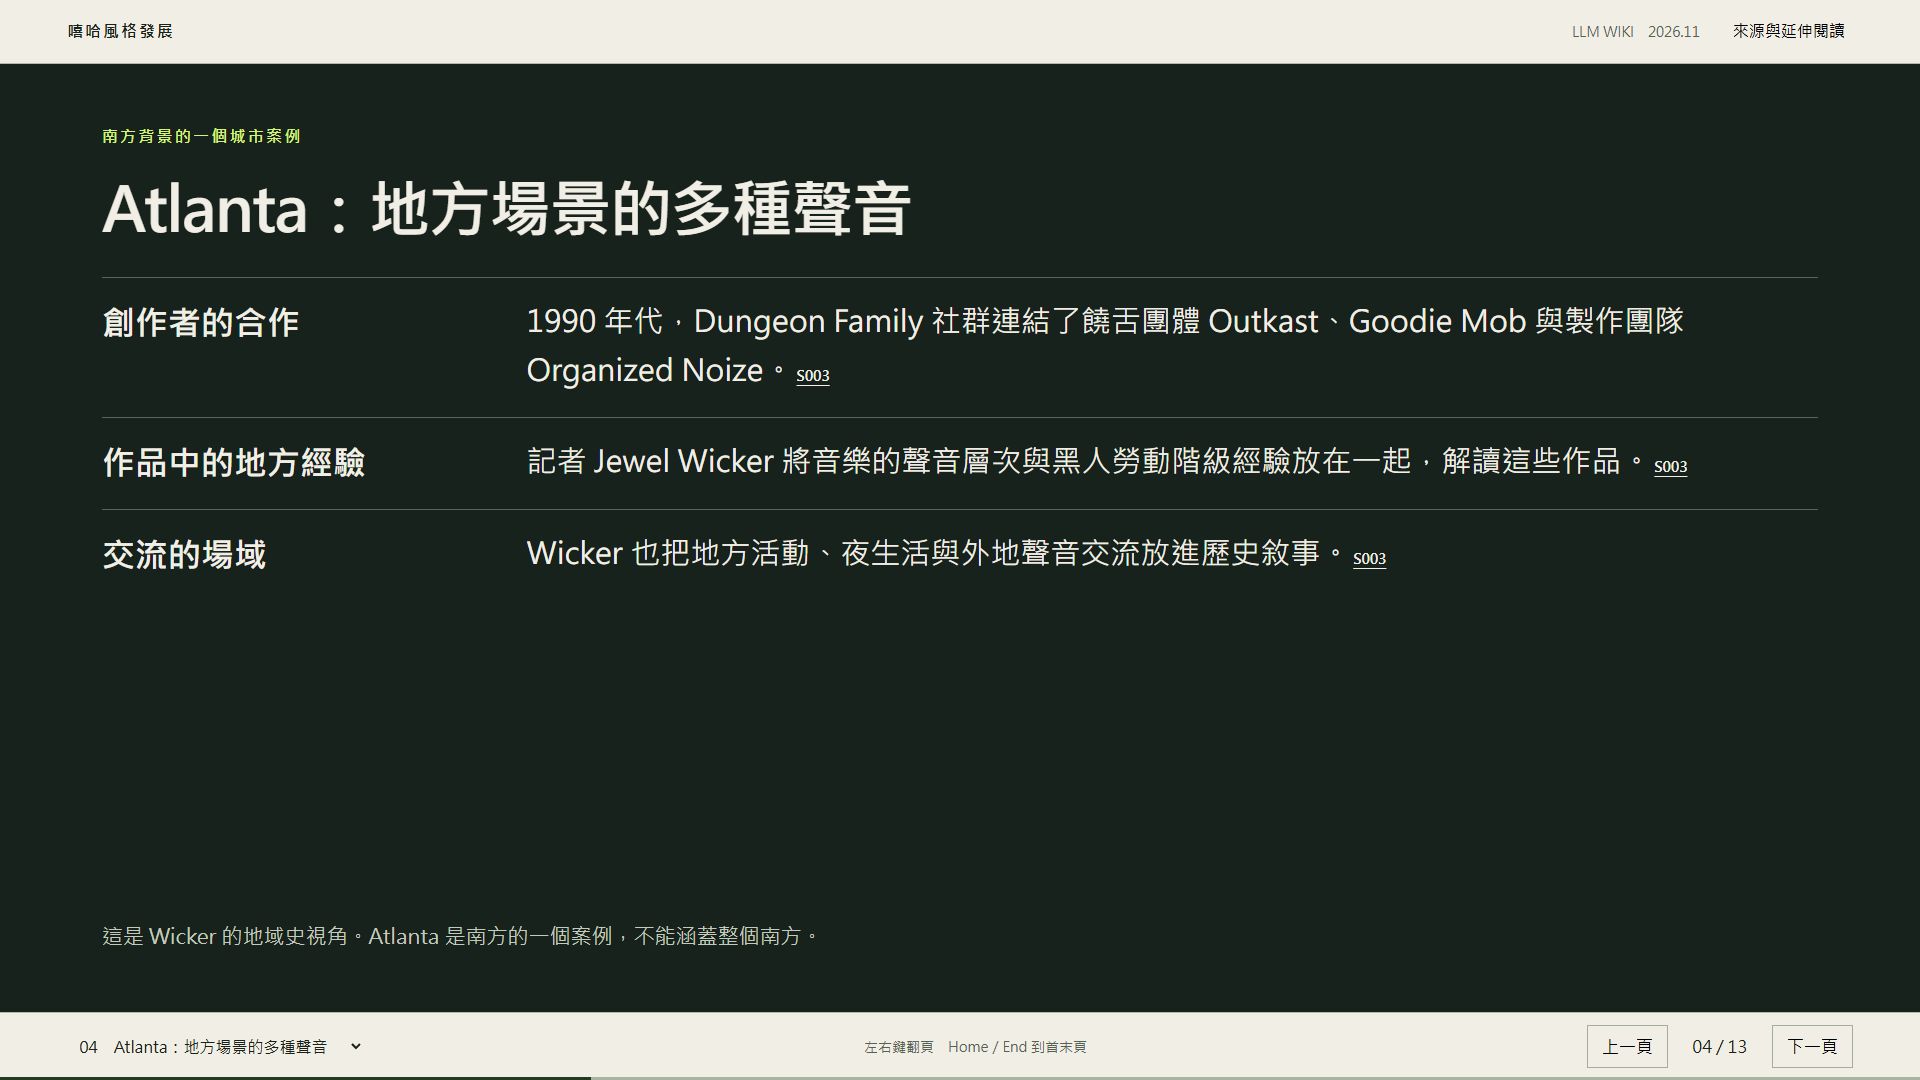 嘻哈風格發展
LLM WIKI 2026.11 來源與延伸閱讀
南方背景的一個城市案例
Atlanta：地方場景的多種聲音
創作者的合作
1990 年代，Dungeon Family 社群連結了饒舌團體 Outkast、Goodie Mob 與製作團隊
Organized Noize。 S003
作品中的地方經驗
記者 Jewel Wicker 將音樂的聲音層次與黑人勞動階級經驗放在一起，解讀這些作品。 S003
交流的場域
Wicker 也把地方活動、夜生活與外地聲音交流放進歷史敘事。 S003
這是 Wicker 的地域史視角。Atlanta 是南方的一個案例，不能涵蓋整個南方。
04 Atlanta：地方場景的多種聲音
左右鍵翻頁 Home / End 到首末頁
上一頁 04 / 13 下一頁